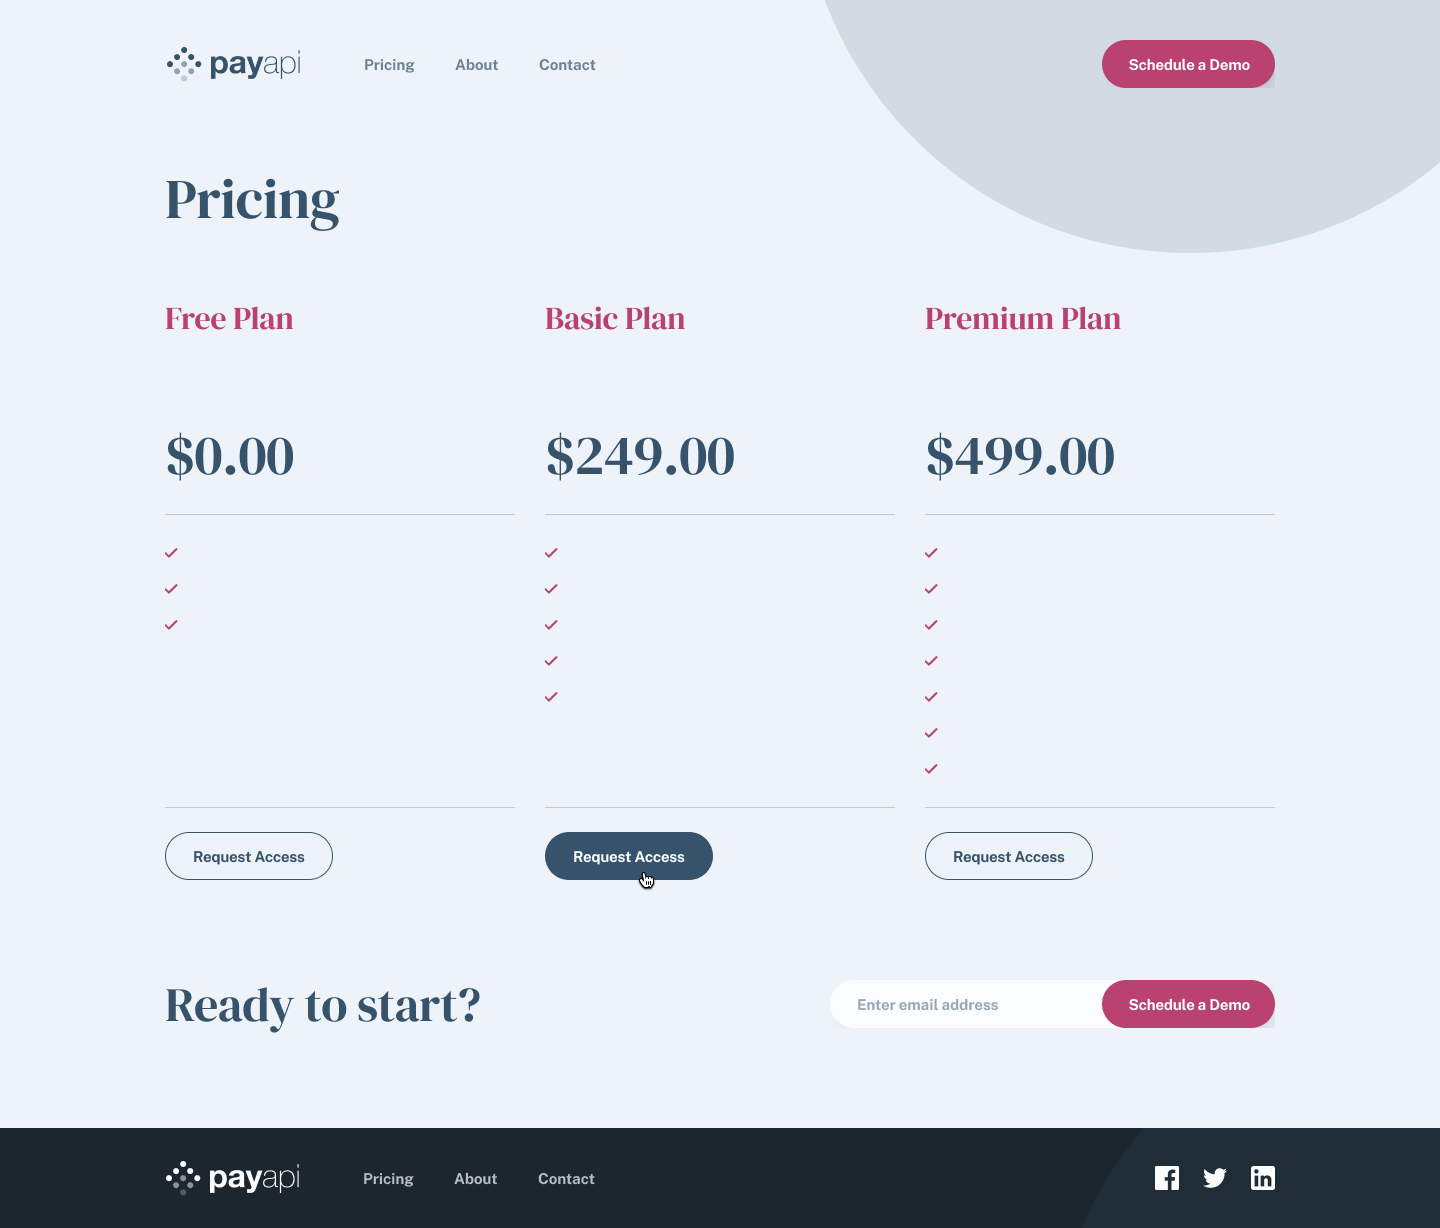 payapi
Pricing
About
Contact
Schedule a Demo
Pricing
Free Plan
Basic Plan
Premium Plan
$0.00
$249.00
$499.00
Request Access
Request Access
Request Access
Ready to start?
Enter email address
Schedule a Demo
payapi
Pricing
About
Contact